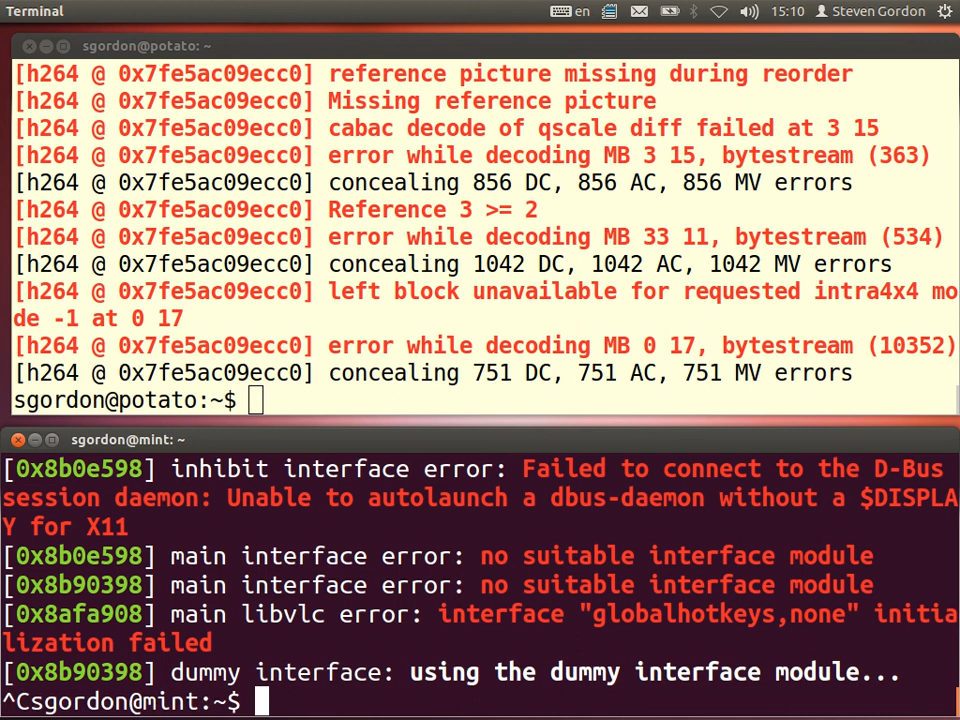 Terminal en 15:10 Steven Gordon
sgordon@potato: ~
[h264 @ 0x7fe5ac09ecc0] reference picture missing during reorder
[h264 @ 0x7fe5ac09ecc0] Missing reference picture
[h264 @ 0x7fe5ac09ecc0] cabac decode of qscale diff failed at 3 15
[h264 @ 0x7fe5ac09ecc0] error while decoding MB 3 15, bytestream (363)
[h264 @ 0x7fe5ac09ecc0] concealing 856 DC, 856 AC, 856 MV errors
[h264 @ 0x7fe5ac09ecc0] Reference 3 >= 2
[h264 @ 0x7fe5ac09ecc0] error while decoding MB 33 11, bytestream (534)
[h264 @ 0x7fe5ac09ecc0] concealing 1042 DC, 1042 AC, 1042 MV errors
[h264 @ 0x7fe5ac09ecc0] left block unavailable for requested intra4x4 mo
de -1 at 0 17
[h264 @ 0x7fe5ac09ecc0] error while decoding MB 0 17, bytestream (10352)
[h264 @ 0x7fe5ac09ecc0] concealing 751 DC, 751 AC, 751 MV errors
sgordon@potato:~$
sgordon@mint: ~
[0x8b0e598] inhibit interface error: Failed to connect to the D-Bus
session daemon: Unable to autolaunch a dbus-daemon without a $DISPLA
Y for X11
[0x8b0e598] main interface error: no suitable interface module
[0x8b90398] main interface error: no suitable interface module
[0x8afa908] main libvlc error: interface "globalhotkeys,none" initia
lization failed
[0x8b90398] dummy interface: using the dummy interface module...
^Csgordon@mint:~$